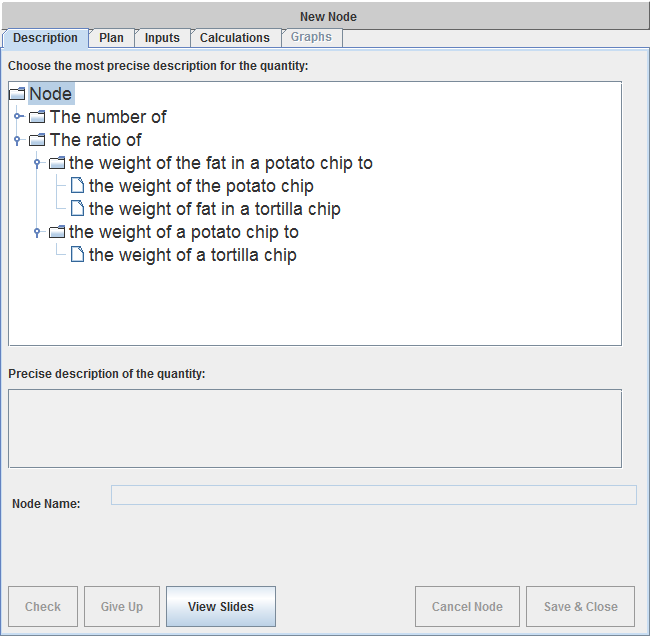 New Node
Description Plan Inputs Calculations Graphs
Choose the most precise description for the quantity:
Node
The number of
The ratio of
the weight of the fat in a potato chip to
the weight of the potato chip
the weight of fat in a tortilla chip
the weight of a potato chip to
the weight of a tortilla chip
Precise description of the quantity:
Node Name:
Check Give Up View Slides Cancel Node Save & Close